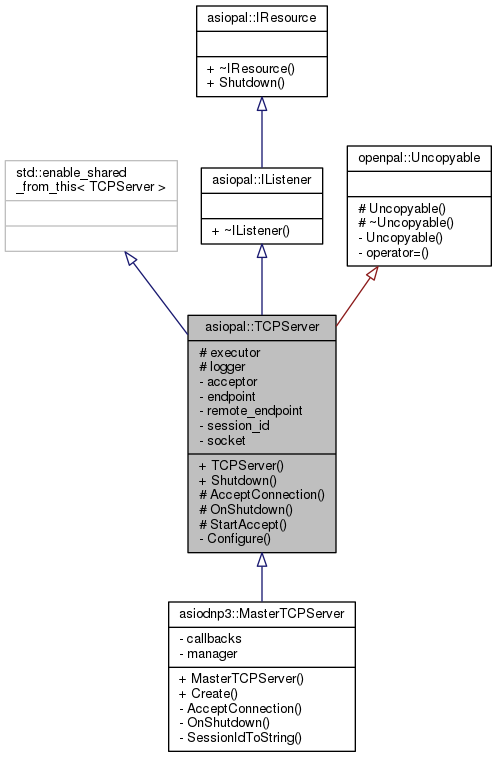 asiopal::IResource
+ ~IResource()
+ Shutdown()
std::enable_shared
_from_this< TCPServer >
asiopal::IListener
+ ~IListener()
openpal::Uncopyable
# Uncopyable()
# ~Uncopyable()
- Uncopyable()
- operator=()
asiopal::TCPServer
# executor
# logger
- acceptor
- endpoint
- remote_endpoint
- session_id
- socket
+ TCPServer()
+ Shutdown()
# AcceptConnection()
# OnShutdown()
# StartAccept()
- Configure()
asiodnp3::MasterTCPServer
- callbacks
- manager
+ MasterTCPServer()
+ Create()
- AcceptConnection()
- OnShutdown()
- SessionIdToString()